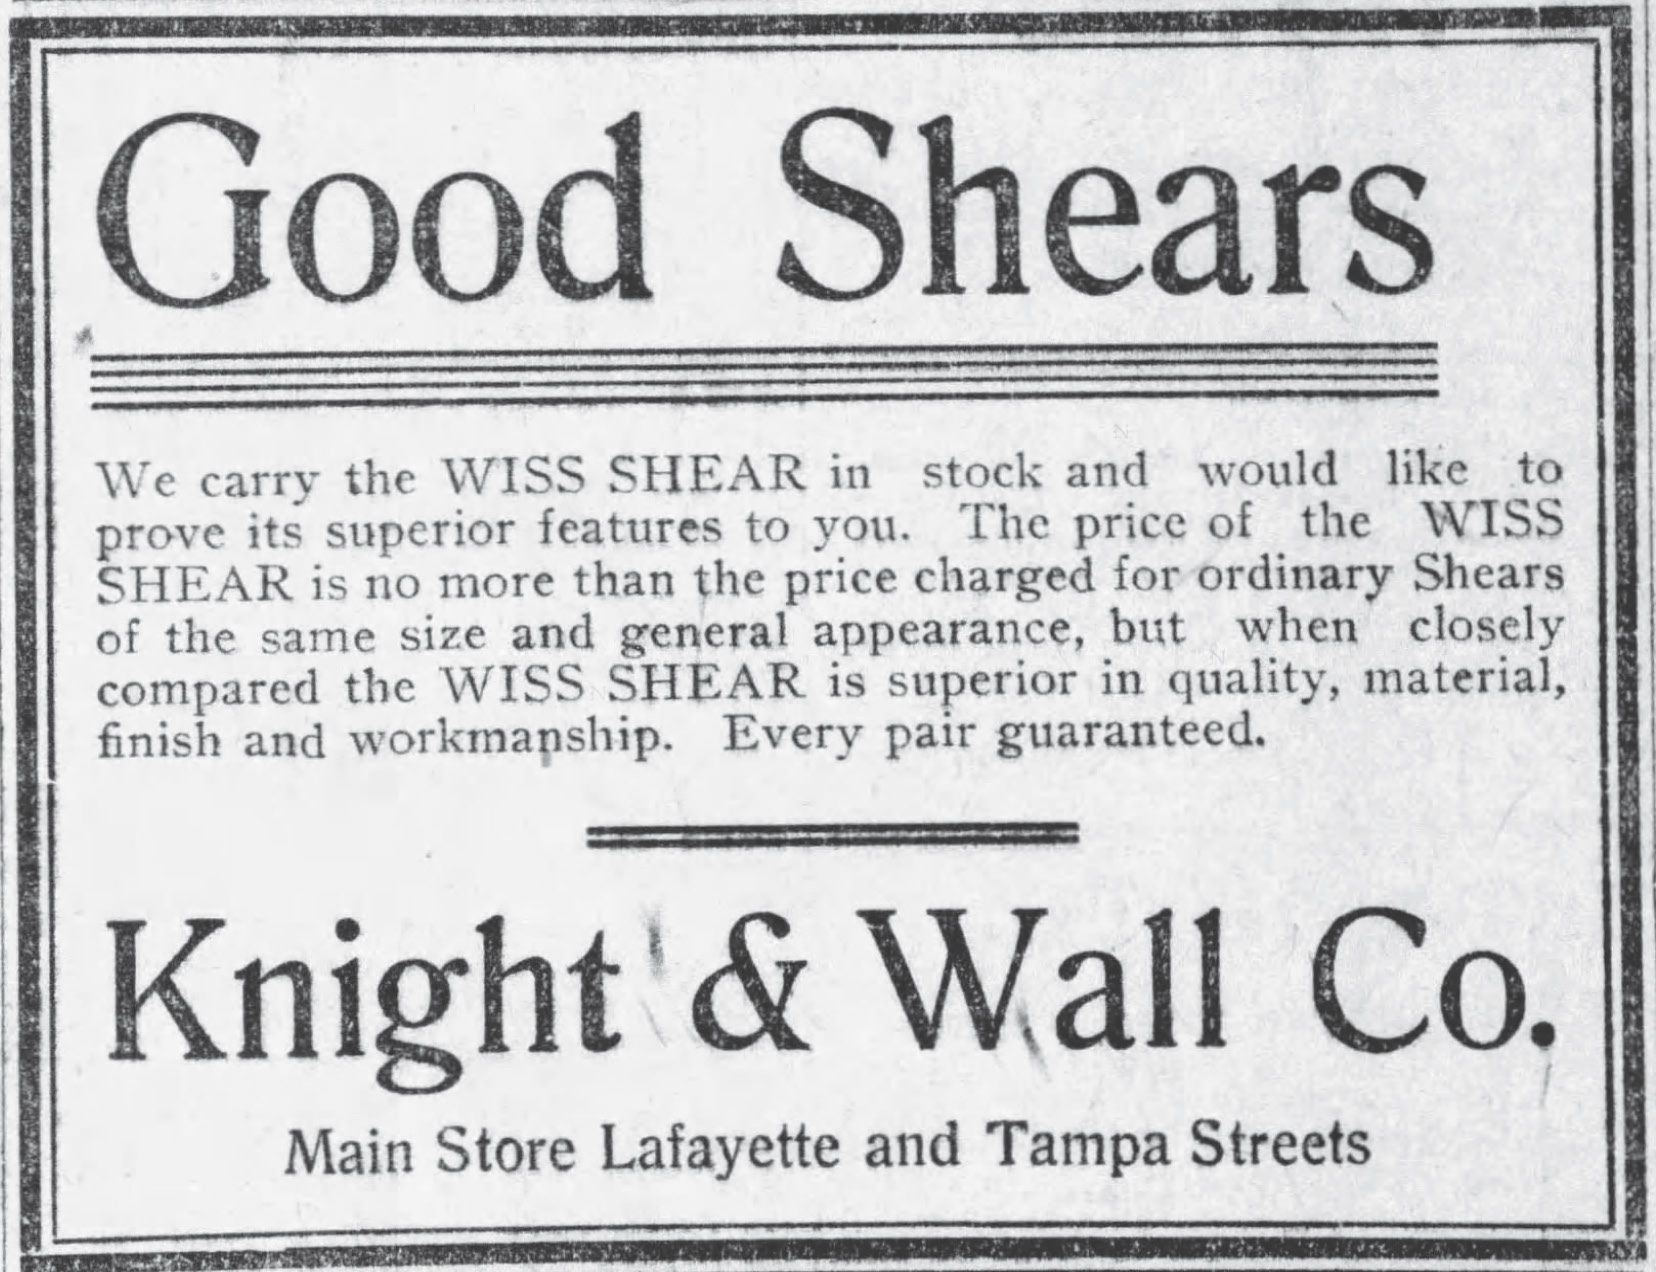 Good Shears
We carry the WISS SHEAR in stock and would like to
prove its superior features to you. The price of the WISS
SHEAR is no more than the price charged for ordinary Shears
of the same size and general appearance, but when closely
compared the WISS SHEAR is superior in quality, material,
finish and workmanship. Every pair guaranteed.
Knight & Wall Co.
Main Store Lafayette and Tampa Streets